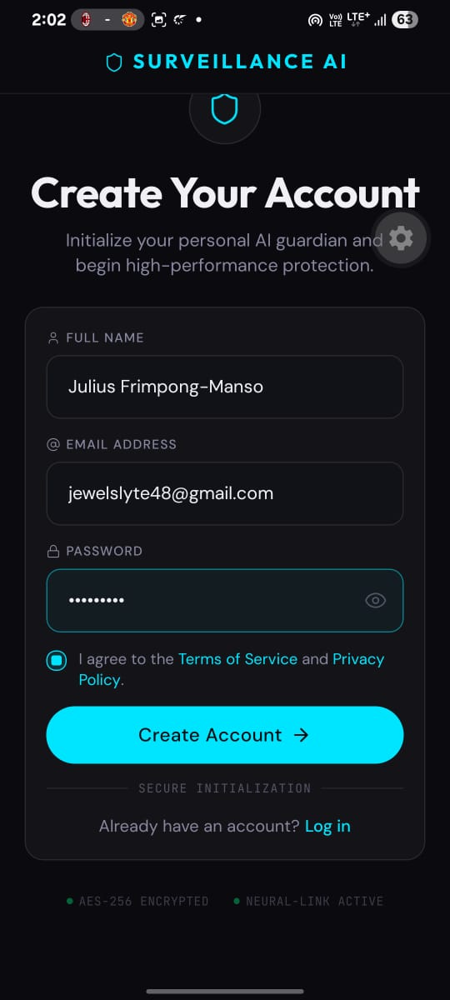 2:02 - Vo)) LTE LTE+ 63
SURVEILLANCE AI
Create Your Account
Initialize your personal AI guardian and
begin high-performance protection.
FULL NAME
Julius Frimpong-Manso
@ EMAIL ADDRESS
jewelslyte48@gmail.com
PASSWORD
•••••••••
I agree to the Terms of Service and Privacy
Policy.
Create Account →
SECURE INITIALIZATION
Already have an account? Log in
AES-256 ENCRYPTED
NEURAL-LINK ACTIVE